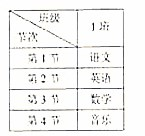 班级
节次
1 班
第 1 节 语文
第 2 节 英语
第 3 节 数学
第 4 节 音乐